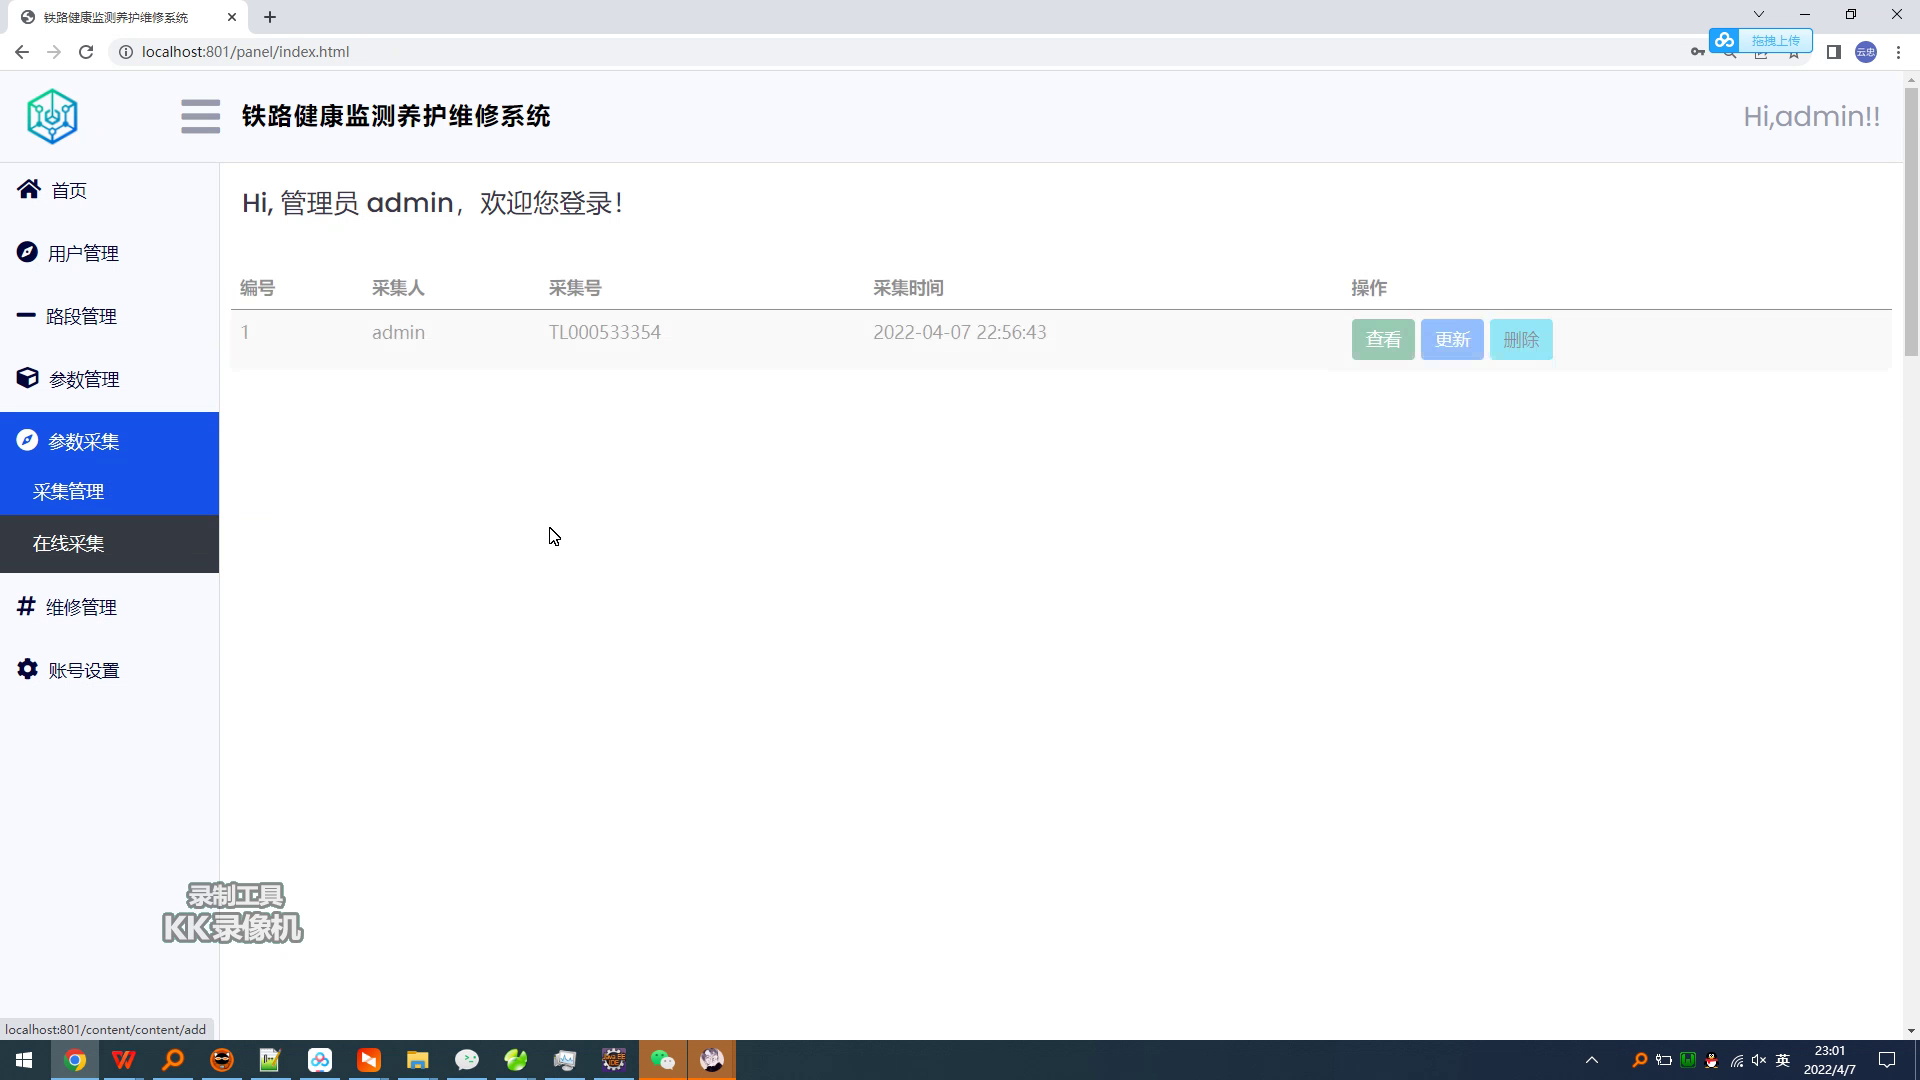 铁路健康监测养护维修系统
localhost:801/panel/index.html
拖拽上传
云忠
铁路健康监测养护维修系统
Hi,admin!!
首页
用户管理
路段管理
参数管理
参数采集
采集管理
在线采集
维修管理
账号设置
Hi, 管理员 admin，欢迎您登录！
编号 采集人 采集号 采集时间 操作
1 admin TL000533354 2022-04-07 22:56:43 查看 更新 删除
录制工具
KK录像机
localhost:801/content/content/add
英
23:01
2022/4/7